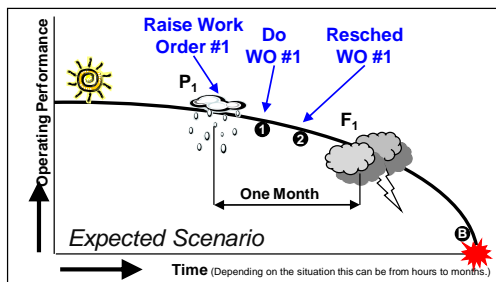 Raise Work
Order #1
Do
WO #1
Resched
WO #1
P1
F1
1
2
One Month
B
Operating Performance
Expected Scenario
Time (Depending on the situation this can be from hours to months.)